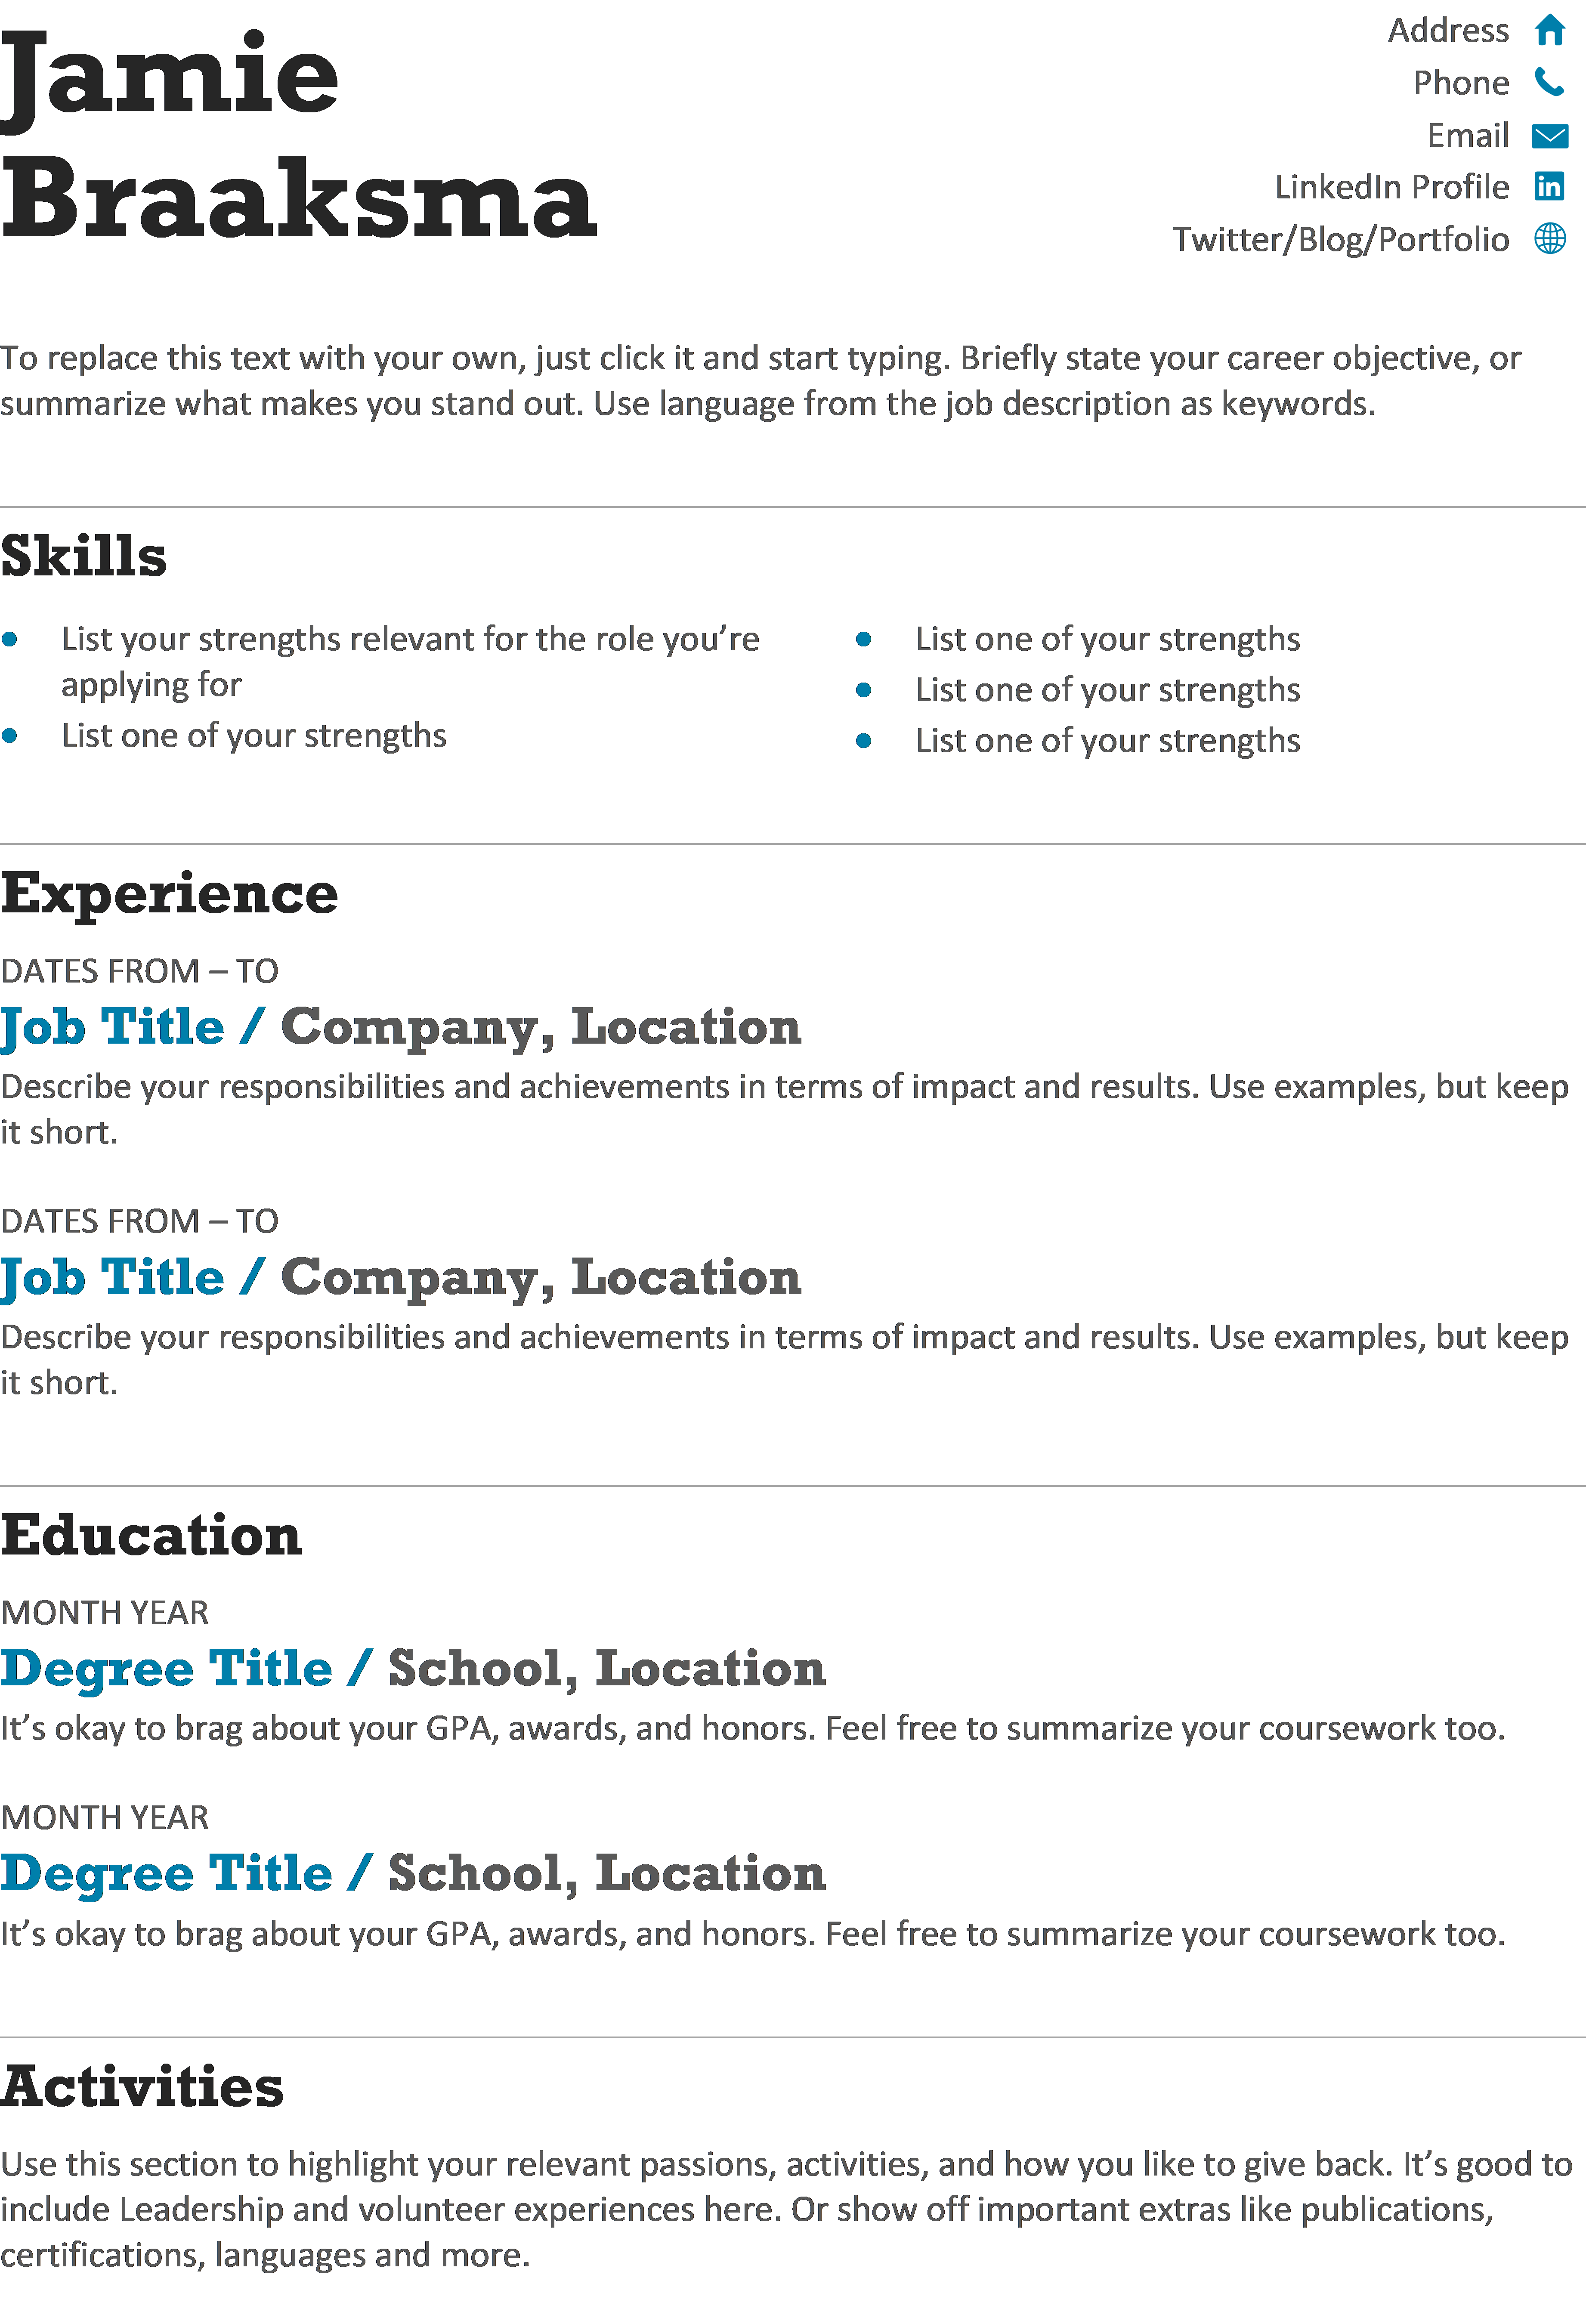 Jamie
Braaksma
Address
Phone
Email
LinkedIn Profile
in
Twitter/Blog/Portfolio
To replace this text with your own, just click it and start typing. Briefly state your career objective, or
summarize what makes you stand out. Use language from the job description as keywords.
Skills
List your strengths relevant for the role you’re
applying for
List one of your strengths
List one of your strengths
List one of your strengths
List one of your strengths
Experience
DATES FROM – TO
Job Title / Company, Location
Describe your responsibilities and achievements in terms of impact and results. Use examples, but keep
it short.
DATES FROM – TO
Job Title / Company, Location
Describe your responsibilities and achievements in terms of impact and results. Use examples, but keep
it short.
Education
MONTH YEAR
Degree Title / School, Location
It’s okay to brag about your GPA, awards, and honors. Feel free to summarize your coursework too.
MONTH YEAR
Degree Title / School, Location
It’s okay to brag about your GPA, awards, and honors. Feel free to summarize your coursework too.
Activities
Use this section to highlight your relevant passions, activities, and how you like to give back. It’s good to
include Leadership and volunteer experiences here. Or show off important extras like publications,
certifications, languages and more.